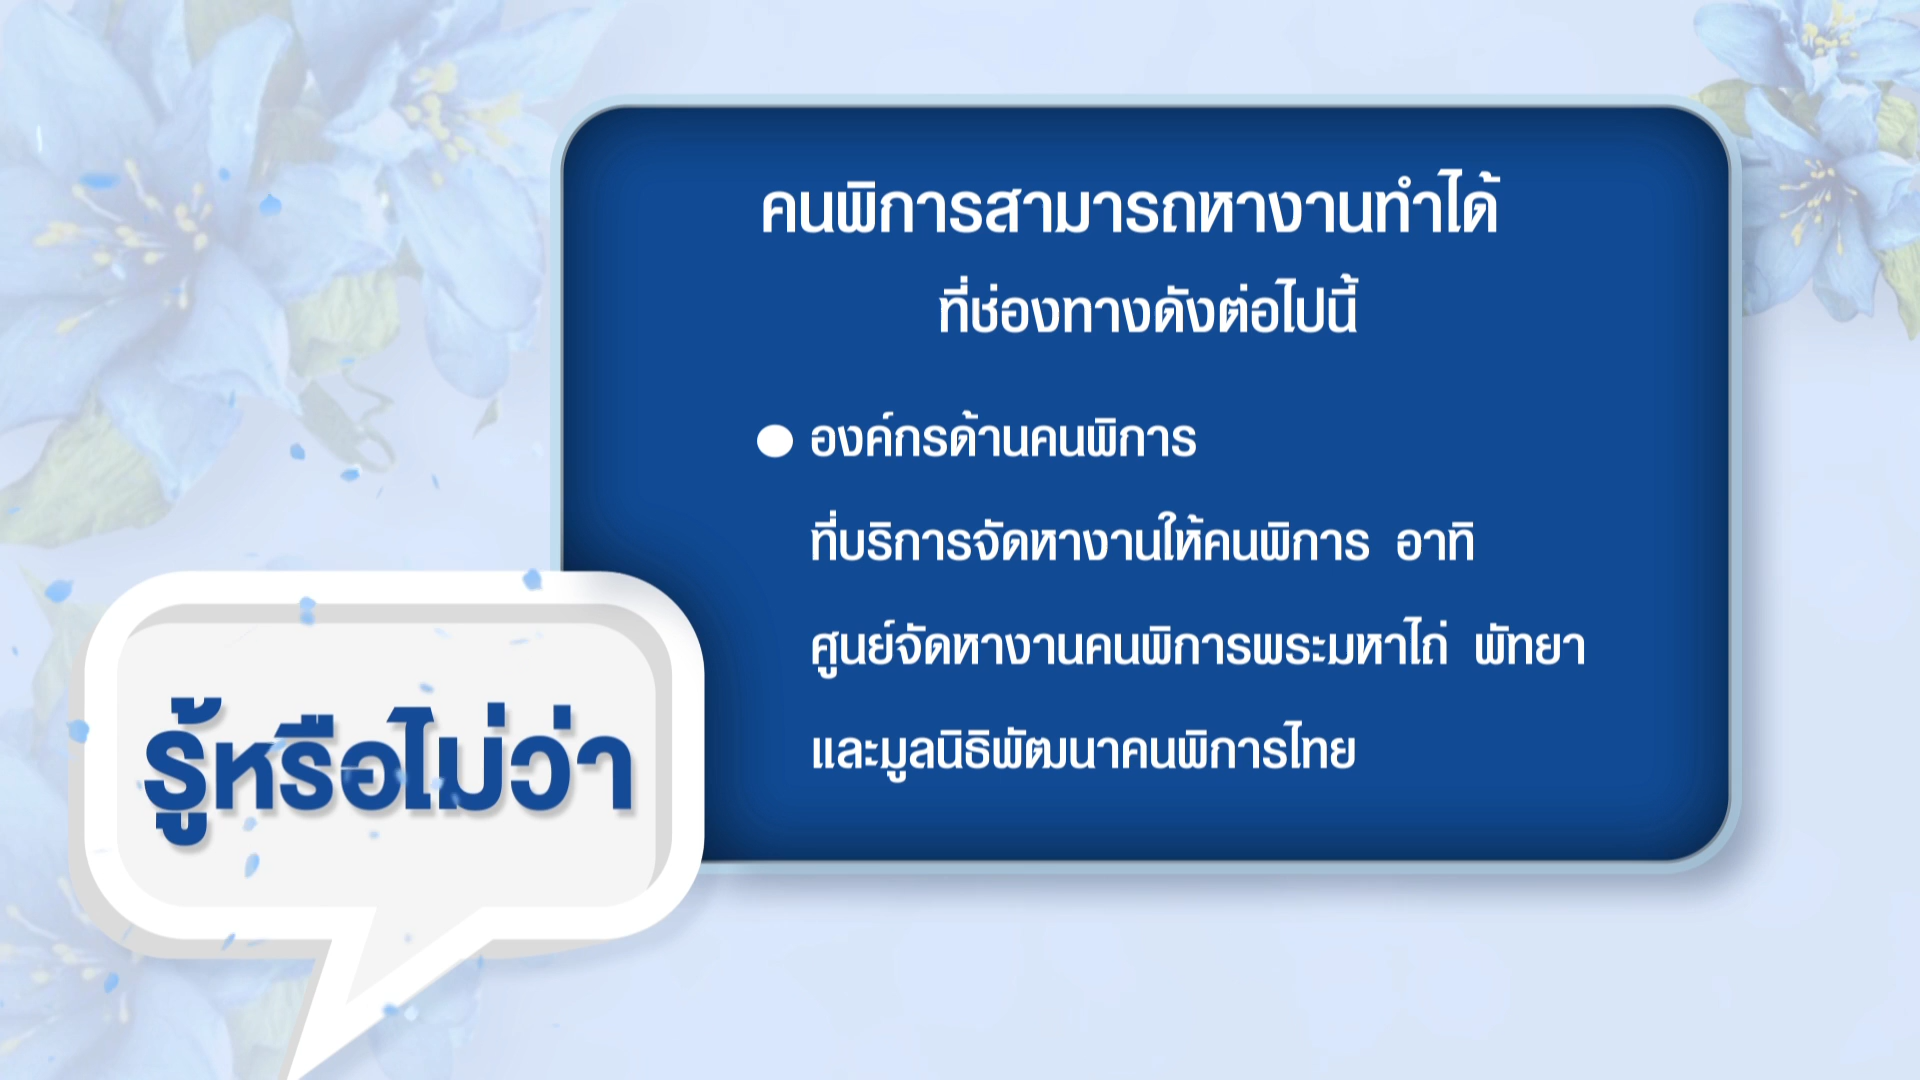 คนพิการสามารถหางานทำได้
ที่ช่องทางดังต่อไปนี้
● องค์กรด้านคนพิการ
ที่บริการจัดหางานให้คนพิการ อาทิ
ศูนย์จัดหางานคนพิการพระมหาไถ่ พัทยา
และมูลนิธิพัฒนาคนพิการไทย
รู้หรือไม่ว่า